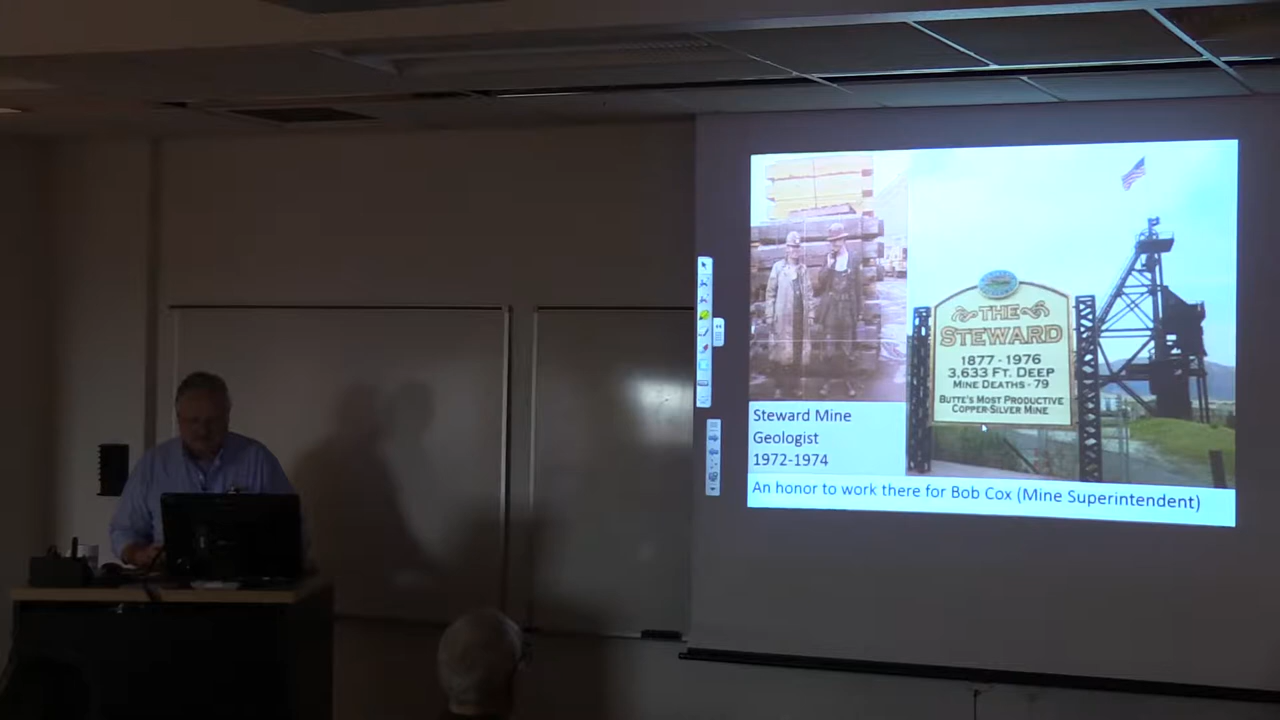 THE
STEWARD
1877 - 1976
3,633 FT. DEEP
MINE DEATHS - 79
BUTTE'S MOST PRODUCTIVE
COPPER-SILVER MINE
Steward Mine
Geologist
1972-1974
An honor to work there for Bob Cox (Mine Superintendent)